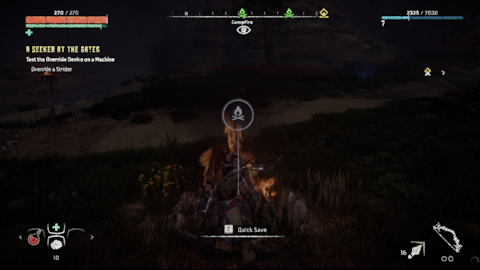 270 / 270
Campfire
2325 / 7030
7
A SEEKER AT THE GATES
Test the Override Device on a Machine
Override a Strider
Quick Save
10
16